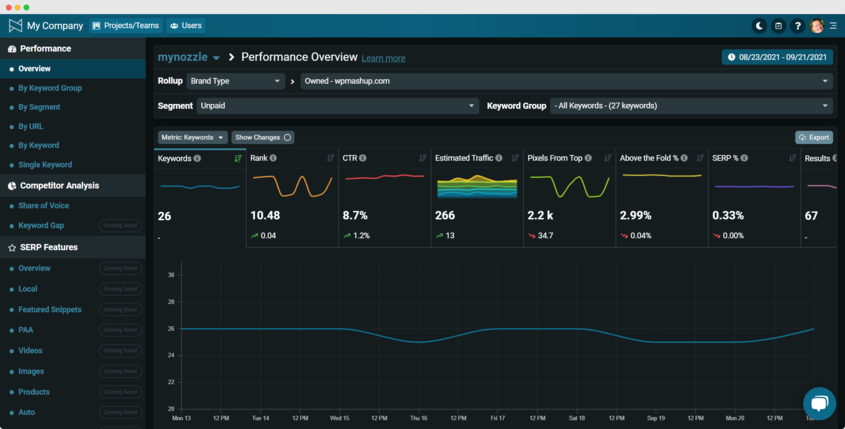 My Company Projects/Teams Users
Performance
Overview
By Keyword Group
By Segment
By URL
By Keyword
Single Keyword
Competitor Analysis
Share of Voice
Keyword Gap Coming Soon!
SERP Features
Overview Coming Soon!
Local Coming Soon!
Featured Snippets Coming Soon!
PAA Coming Soon!
Videos Coming Soon!
Images Coming Soon!
Products Coming Soon!
Auto Coming Soon!
mynozzle Performance Overview Learn more 08/23/2021 - 09/21/2021
Rollup Brand Type Owned - wpmashup.com
Segment Unpaid Keyword Group - All Keywords - (27 keywords)
Metric: Keywords Show Changes Export
Keywords Rank CTR Estimated Traffic Pixels From Top Above the Fold % SERP % Results
26 10.48 8.7% 266 2.2 k 2.99% 0.33% 67
- 0.04 1.2% 13 34.7 0.04% 0.00% -
30
28
26
24
22
20
Mon 13 12 PM Tue 14 12 PM Wed 15 12 PM Thu 16 12 PM Fri 17 12 PM Sat 18 12 PM Sep 19 12 PM Mon 20 12 PM